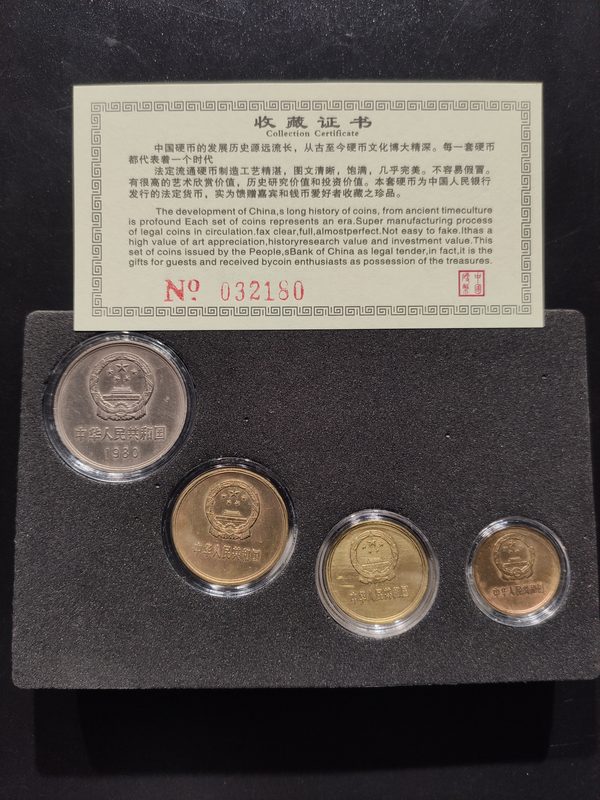 收藏证书
Collection Certificate
中国硬币的发展历史源远流长，从古至今硬币文化博大精深。每一套硬币
都代表着一个时代
法定流通硬币制造工艺精湛，图文清晰，饱满，几乎完美。不容易假冒。
有很高的艺术欣赏价值，历史研究价值和投资价值。本套硬币为中国人民银行
发行的法定货币，实为馈赠嘉宾和钱币爱好者收藏之珍品。
The development of China,s long history of coins, from ancient timeculture
is profound Each set of coins represents an era.Super manufacturing process
of legal coins in circulation.fax clear,full,almostperfect.Not easy to fake.Ithas a
high value of art appreciation,historyresearch value and investment value.This
set of coins issued by the People,sBank of China as legal tender,in fact,it is the
gifts for guests and received bycoin enthusiasts as possession of the treasures.
No. 032180
中华人民共和国
1980
中华人民共和国
中华人民共和国
中华人民共和国